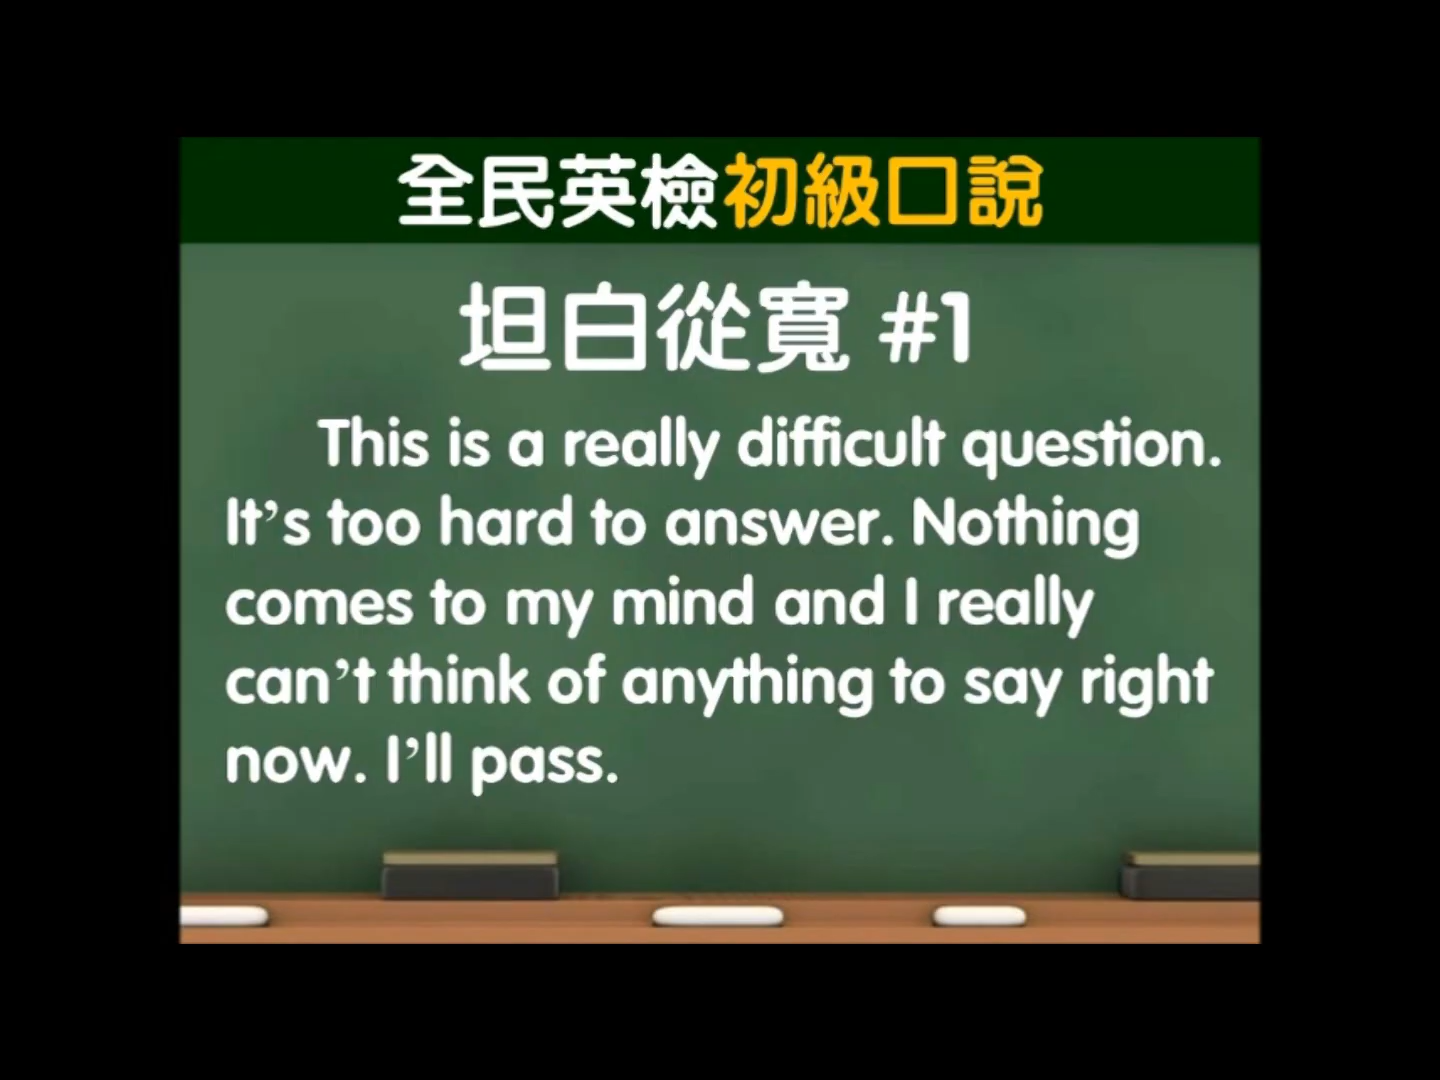 全民英檢初級口說
坦白從寬 #1
This is a really difficult question.
It’s too hard to answer. Nothing
comes to my mind and I really
can’t think of anything to say right
now. I’ll pass.